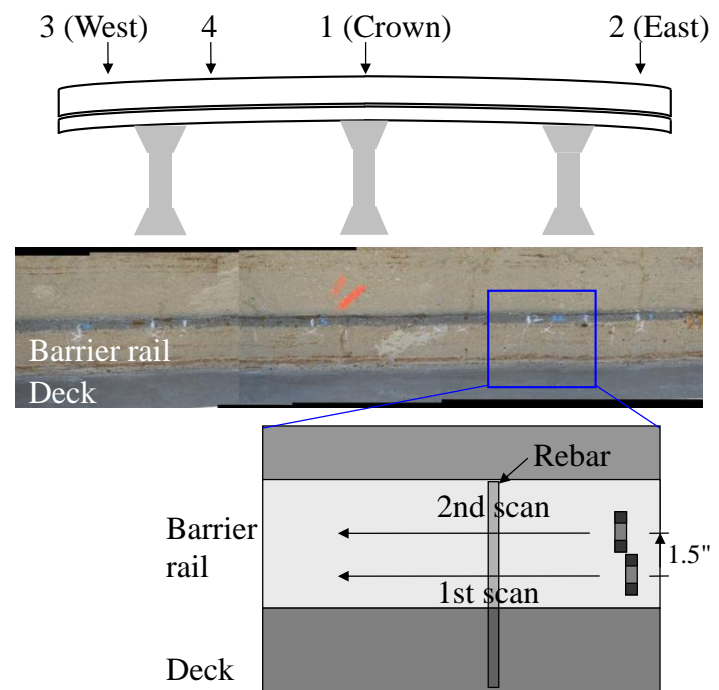 3 (West) 4 1 (Crown) 2 (East)
Barrier rail
Deck
Rebar
2nd scan
Barrier
rail
1.5"
1st scan
Deck